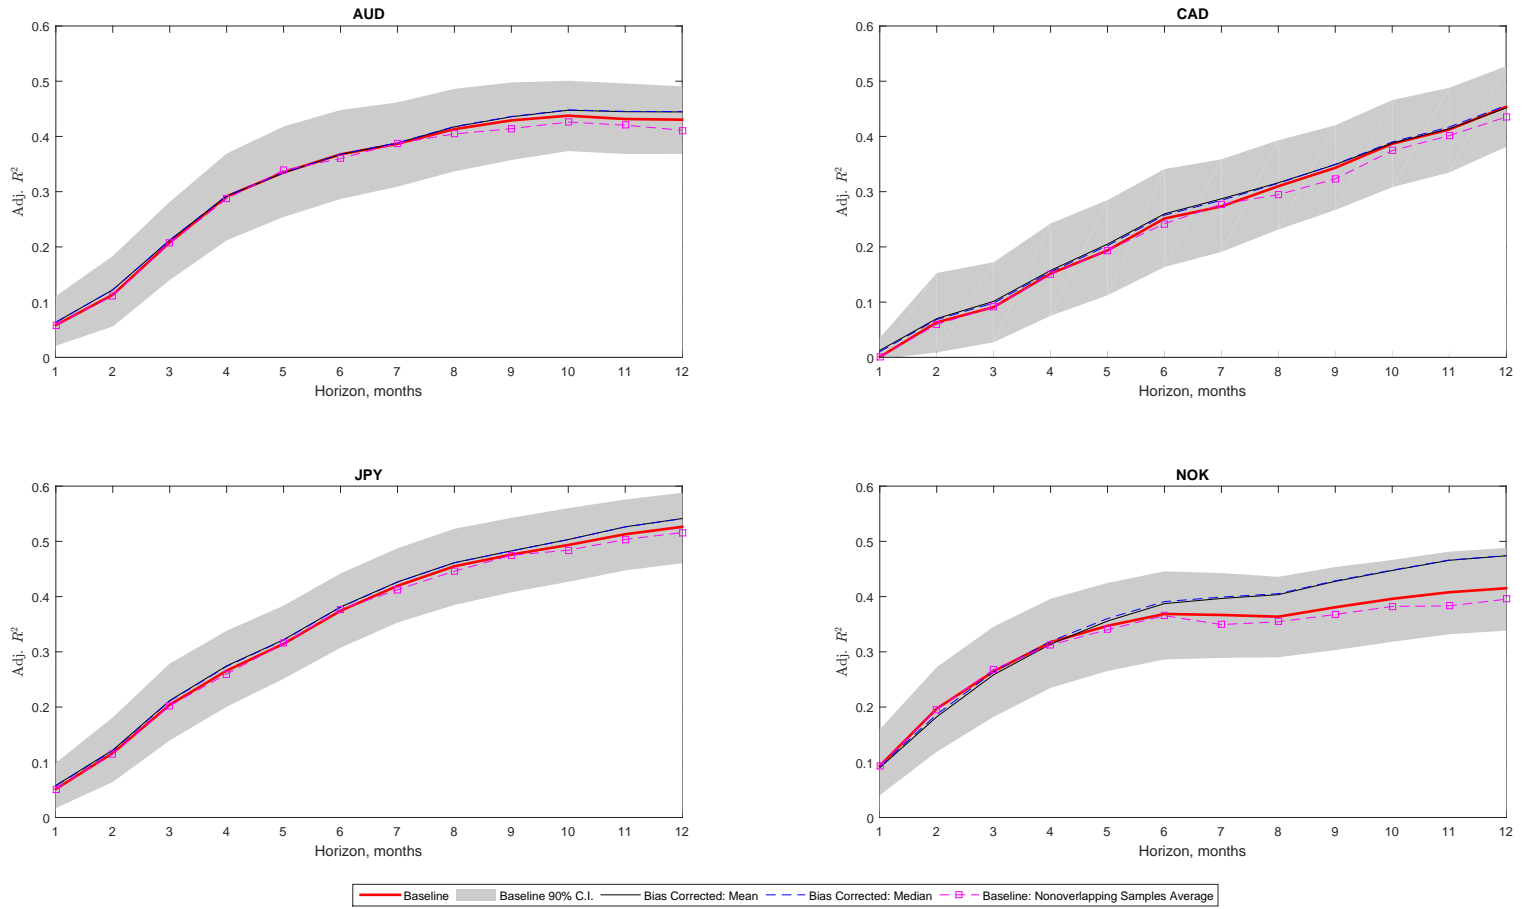 AUD
0.6
0.5
0.4
0.3
0.2
0.1
0
Adj. R²
1 2 3 4 5 6 7 8 9 10 11 12
Horizon, months
CAD
0.6
0.5
0.4
0.3
0.2
0.1
0
Adj. R²
1 2 3 4 5 6 7 8 9 10 11 12
Horizon, months
JPY
0.6
0.5
0.4
0.3
0.2
0.1
0
Adj. R²
1 2 3 4 5 6 7 8 9 10 11 12
Horizon, months
NOK
0.6
0.5
0.4
0.3
0.2
0.1
0
Adj. R²
1 2 3 4 5 6 7 8 9 10 11 12
Horizon, months
Baseline Baseline 90% C.I. Bias Corrected: Mean Bias Corrected: Median Baseline: Nonoverlapping Samples Average